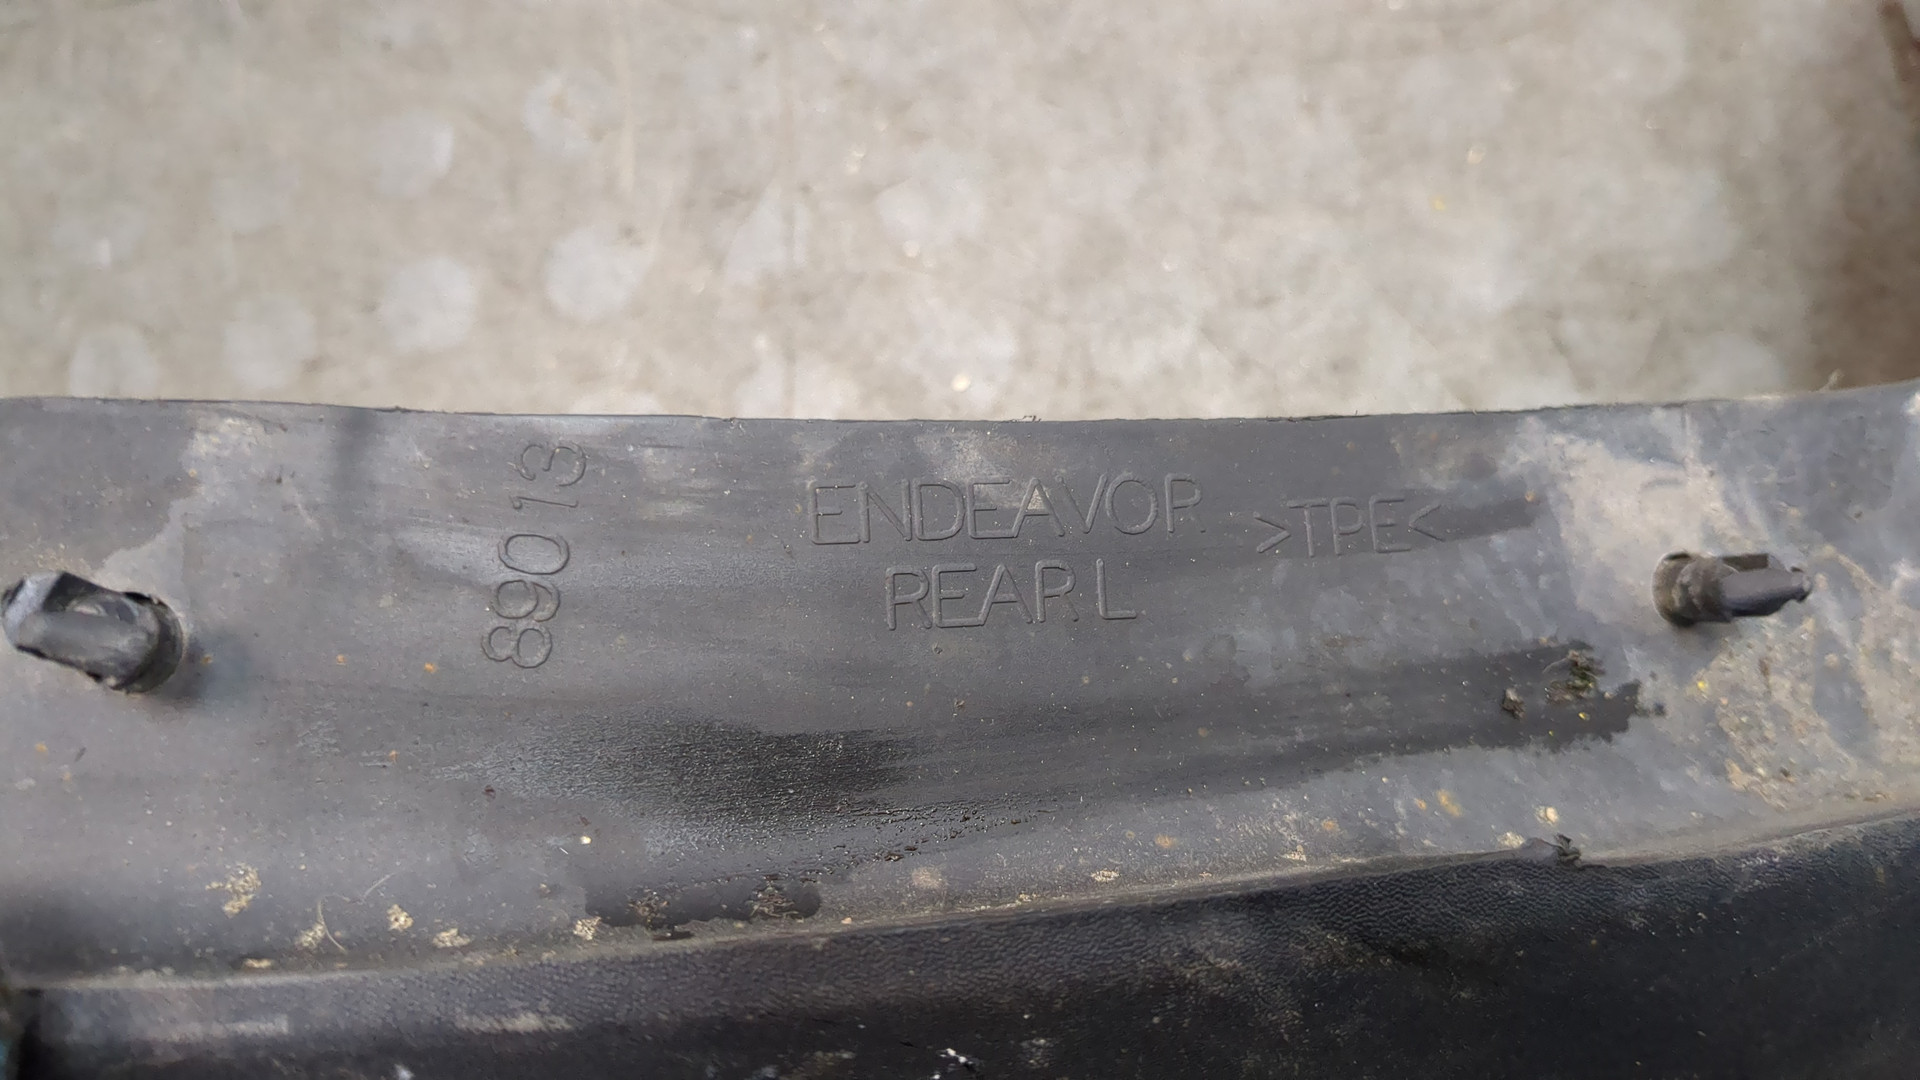 89013
ENDEAVOR
REAR L
>TPE<